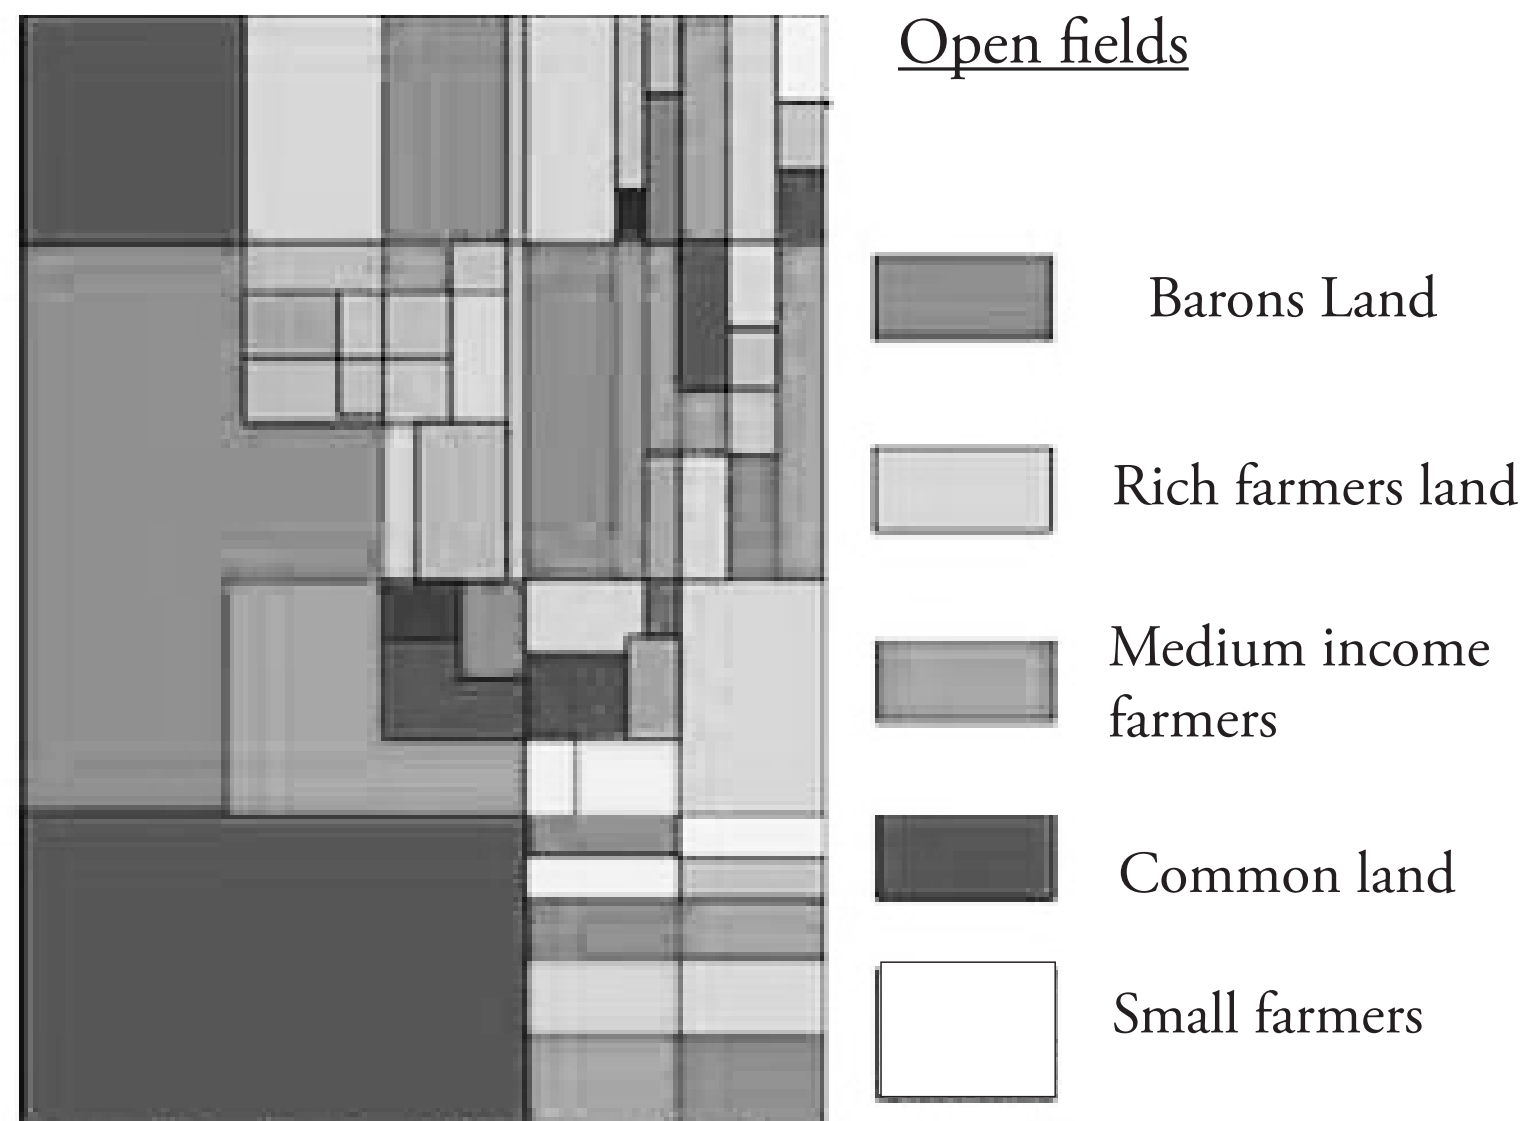 Open fields
Barons Land
Rich farmers land
Medium income
farmers
Common land
Small farmers